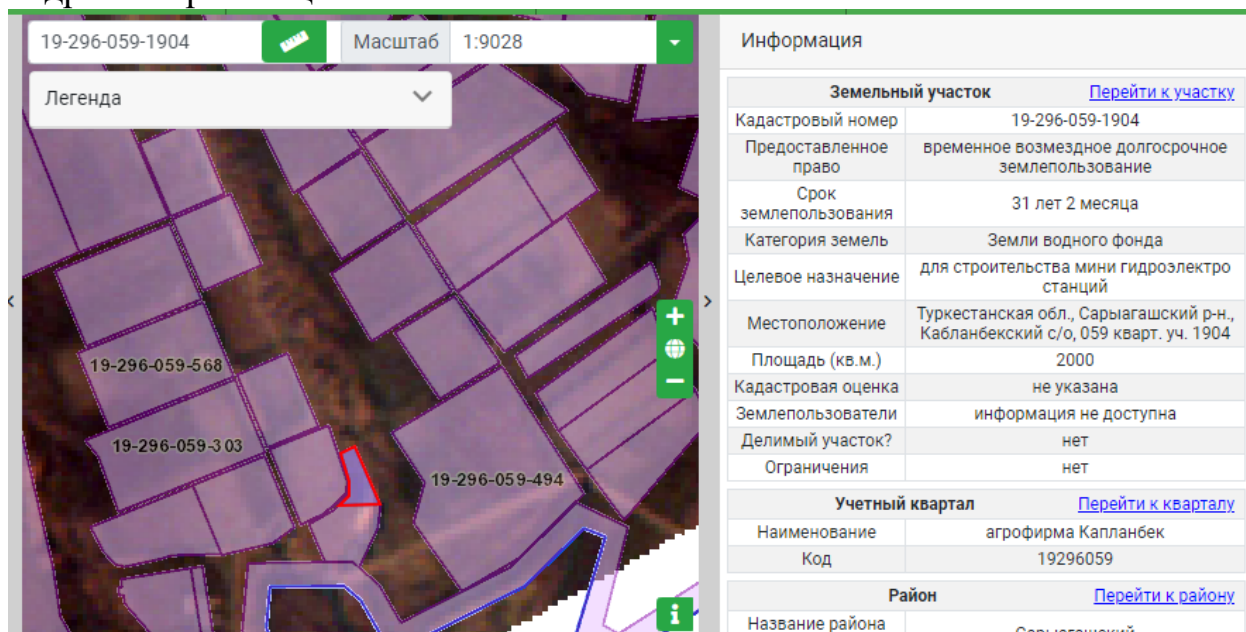 19-296-059-1904
Масштаб
1:9028
Легенда
19-296-059-568
19-296-059-303
19-296-059-494
Информация
Земельный участок Перейти к участку
Кадастровый номер 19-296-059-1904
Предоставленное право
временное возмездное долгосрочное
землепользование
Срок
землепользования
31 лет 2 месяца
Категория земель Земли водного фонда
Целевое назначение
для строительства мини гидроэлектро
станций
Местоположение
Туркестанская обл., Сарыагашский р-н.,
Кабланбекский с/о, 059 кварт. уч. 1904
Площадь (кв.м.) 2000
Кадастровая оценка не указана
Землепользователи информация не доступна
Делимый участок? нет
Ограничения нет
Учетный квартал Перейти к кварталу
Наименование агрофирма Капланбек
Код 19296059
Район Перейти к району
Название района